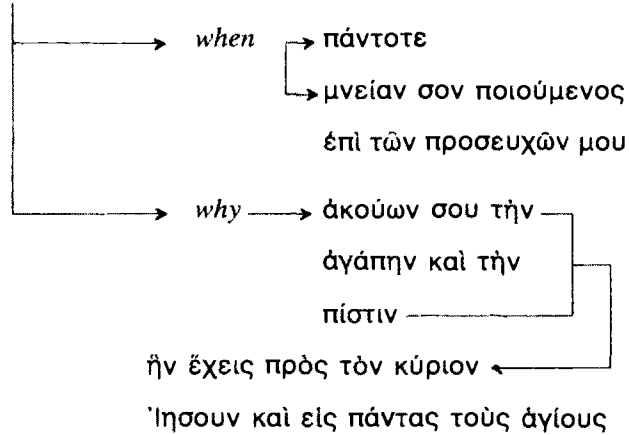 when πάντοτε
μνείαν σον ποιούμενος
ἐπὶ τῶν προσευχῶν μου
why ἀκούων σου τὴν
ἀγάπην καὶ τὴν
πίστιν
ἣν ἔχεις πρὸς τὸν κύριον
Ἰησουν καὶ εἰς πάντας τοὺς ἁγίους